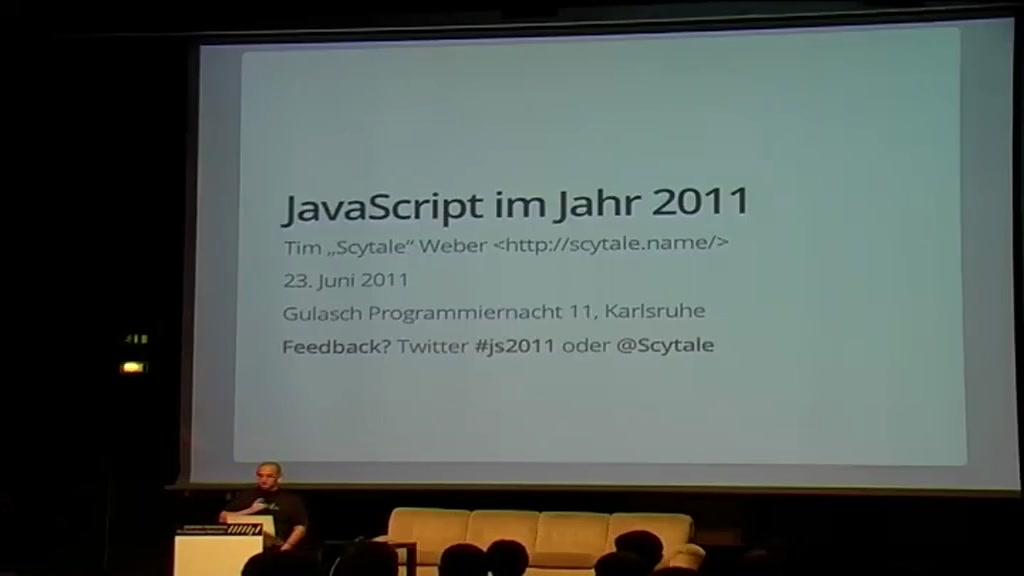 JavaScript im Jahr 2011
Tim „Scytale“ Weber <http://scytale.name/>
23. Juni 2011
Gulasch Programmiernacht 11, Karlsruhe
Feedback? Twitter #js2011 oder @Scytale